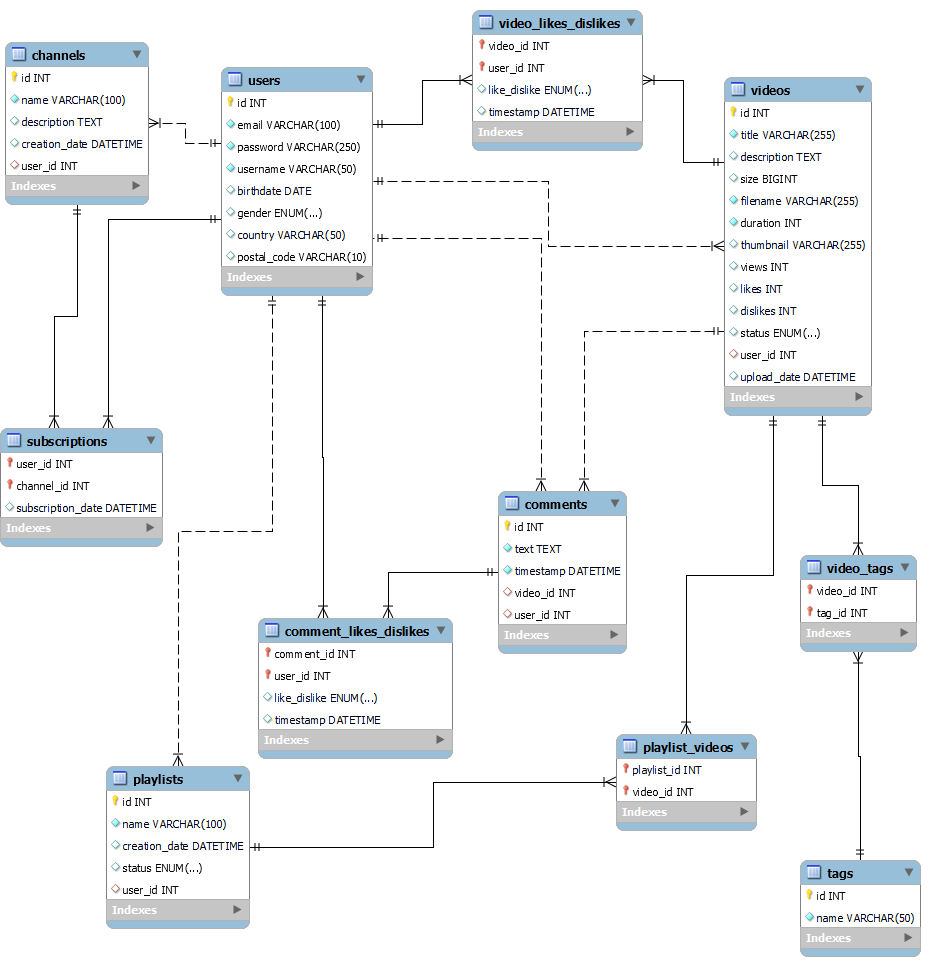 video_likes_dislikes
video_id INT
user_id INT
like_dislike ENUM(...)
timestamp DATETIME
Indexes
channels
id INT
name VARCHAR(100)
description TEXT
creation_date DATETIME
user_id INT
Indexes
users
id INT
email VARCHAR(100)
password VARCHAR(250)
username VARCHAR(50)
birthdate DATE
gender ENUM(...)
country VARCHAR(50)
postal_code VARCHAR(10)
Indexes
videos
id INT
title VARCHAR(255)
description TEXT
size BIGINT
filename VARCHAR(255)
duration INT
thumbnail VARCHAR(255)
views INT
likes INT
dislikes INT
status ENUM(...)
user_id INT
upload_date DATETIME
Indexes
subscriptions
user_id INT
channel_id INT
subscription_date DATETIME
Indexes
comments
id INT
text TEXT
timestamp DATETIME
video_id INT
user_id INT
Indexes
video_tags
video_id INT
tag_id INT
Indexes
comment_likes_dislikes
comment_id INT
user_id INT
like_dislike ENUM(...)
timestamp DATETIME
Indexes
playlist_videos
playlist_id INT
video_id INT
Indexes
playlists
id INT
name VARCHAR(100)
creation_date DATETIME
status ENUM(...)
user_id INT
Indexes
tags
id INT
name VARCHAR(50)
Indexes